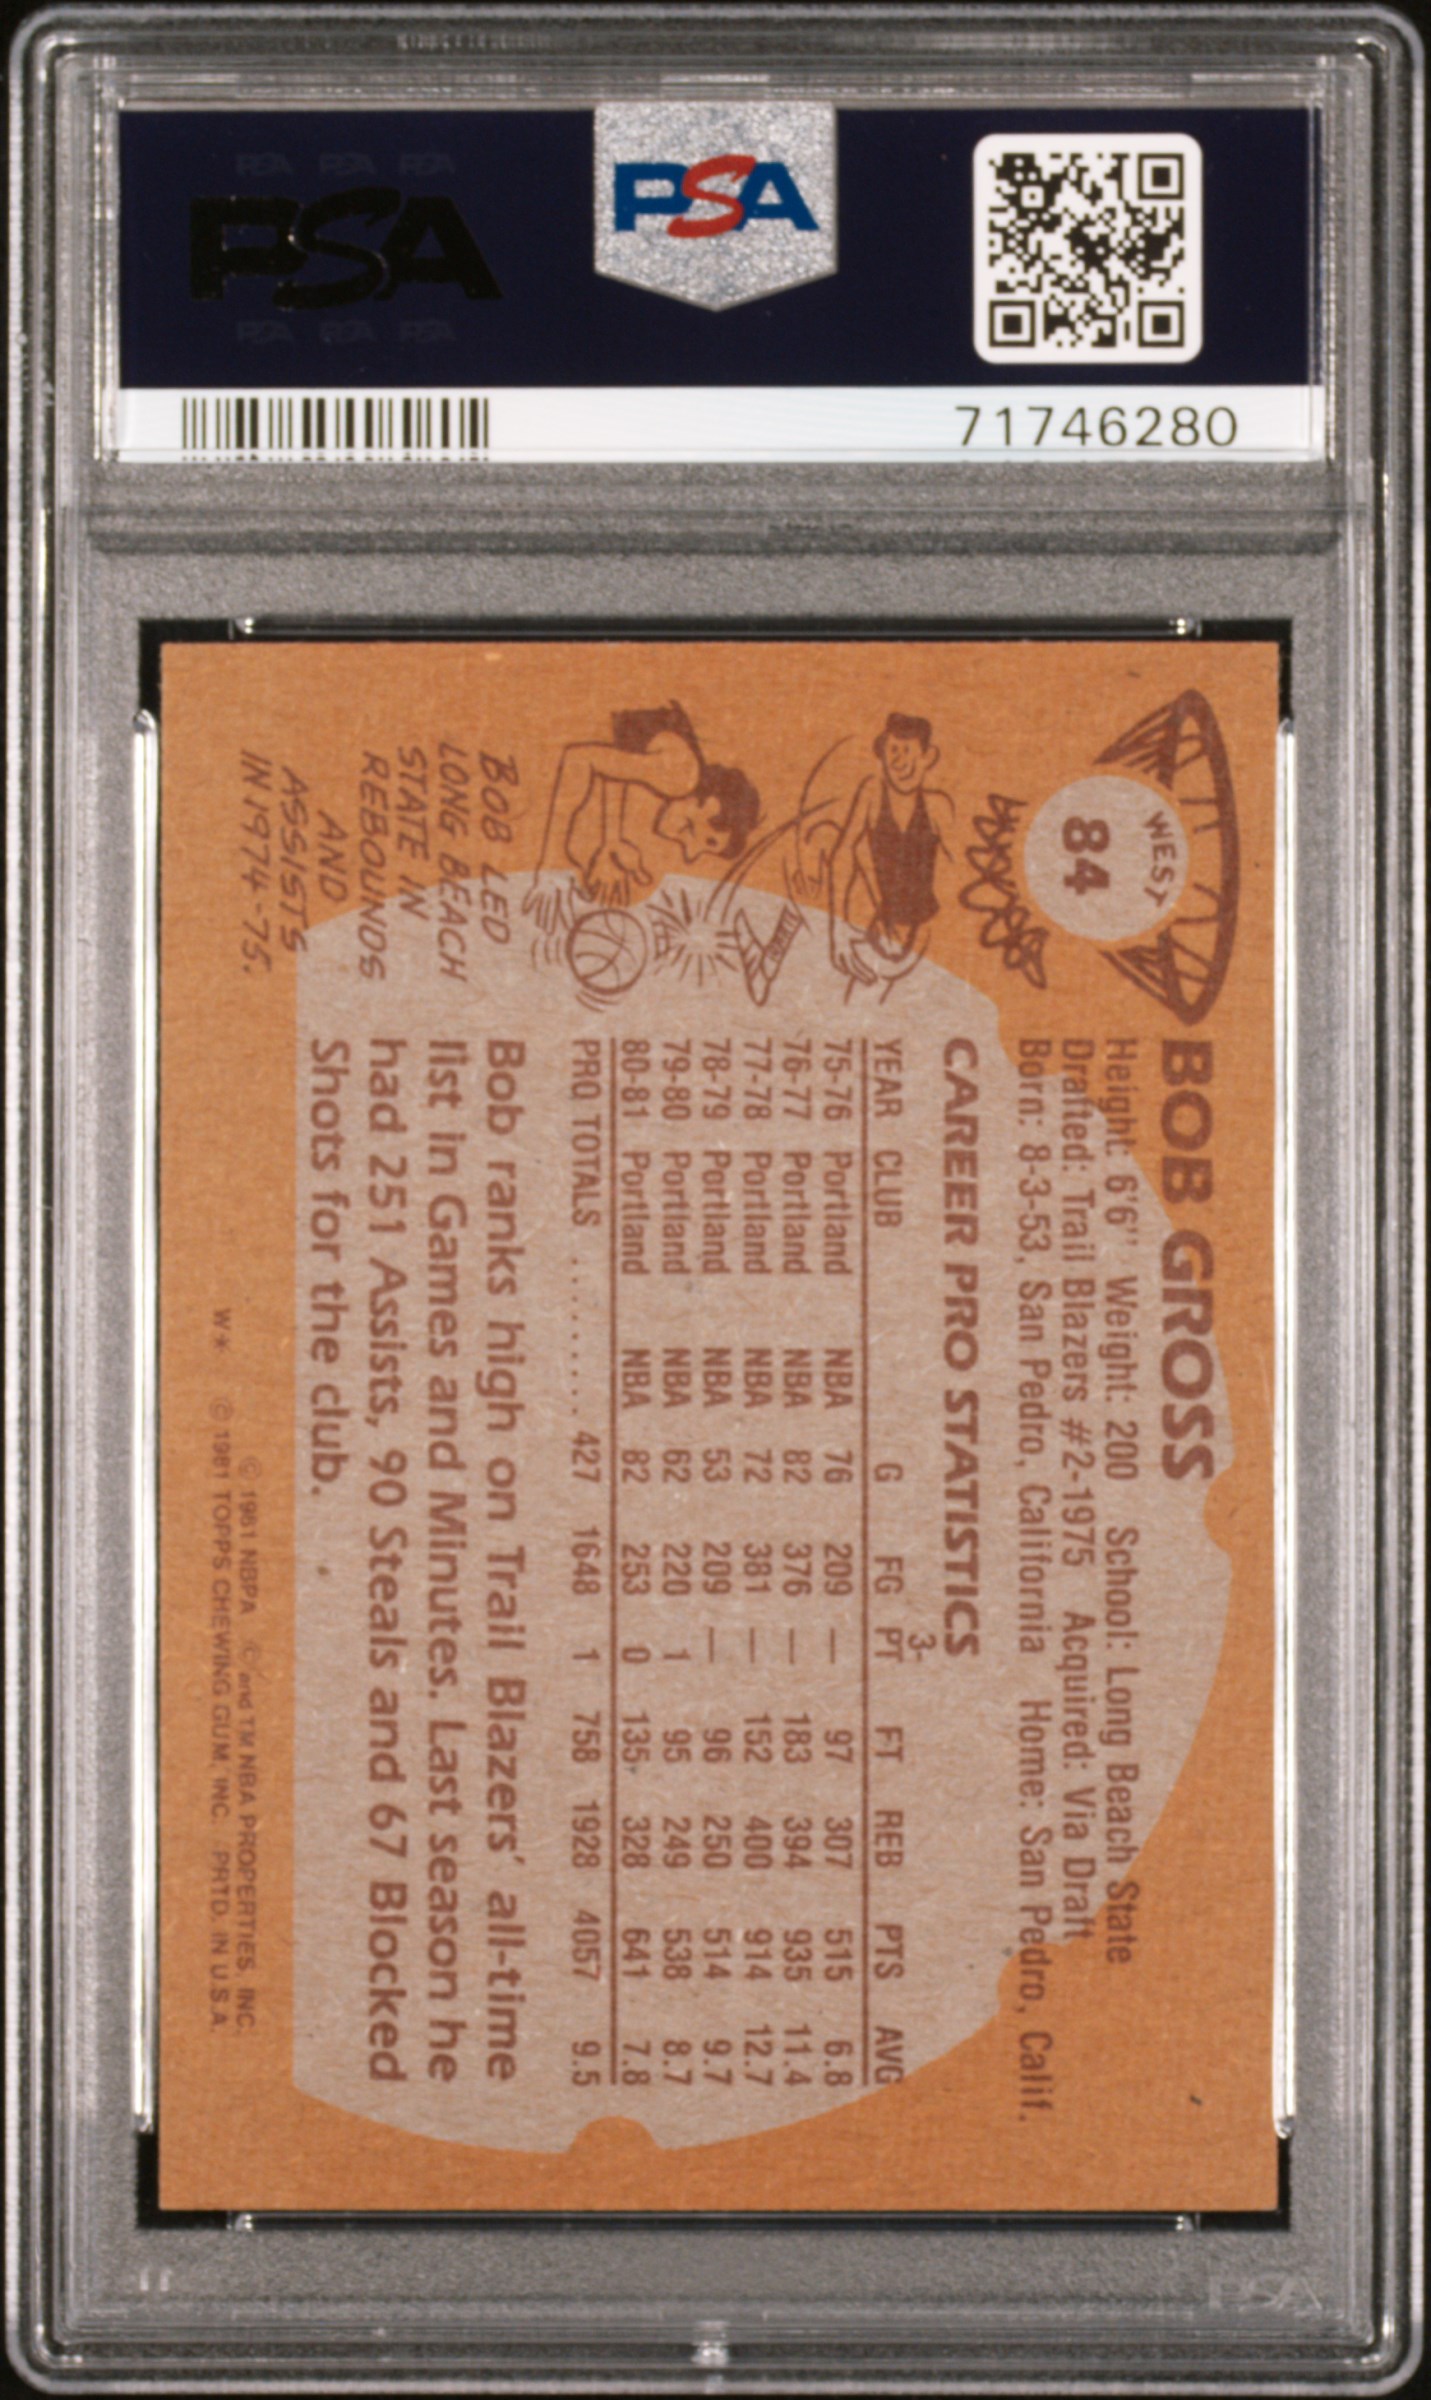 PSA PSA PSA
PSA
PSA PSA PSA
PSA
71746280
WEST
84
BOB GROSS
Height: 6'6" Weight: 200 School: Long Beach State
Drafted: Trail Blazers #2-1975 Acquired: Via Draft
Born: 8-3-53, San Pedro, California Home: San Pedro, Calif.
CAREER PRO STATISTICS
YEAR CLUB G FG 3-PT FT REB PTS AVG
75-76 Portland NBA 76 209 — 97 307 515 6.8
76-77 Portland NBA 82 376 — 183 394 935 11.4
77-78 Portland NBA 72 381 — 152 400 914 12.7
78-79 Portland NBA 53 209 — 96 250 514 9.7
79-80 Portland NBA 62 220 1 95 249 538 8.7
80-81 Portland NBA 82 253 0 135 328 641 7.8
PRO TOTALS ......... 427 1648 1 758 1928 4057 9.5
BOB LED
LONG BEACH
STATE IN
REBOUNDS
AND
ASSISTS
IN 1974-75.
Bob ranks high on Trail Blazers' all-time
list in Games and Minutes. Last season he
had 251 Assists, 90 Steals and 67 Blocked
Shots for the club.
© 1981 NBPA © and TM NBA PROPERTIES, INC.
W* © 1981 TOPPS CHEWING GUM, INC. PRTD. IN U.S.A.
PSA